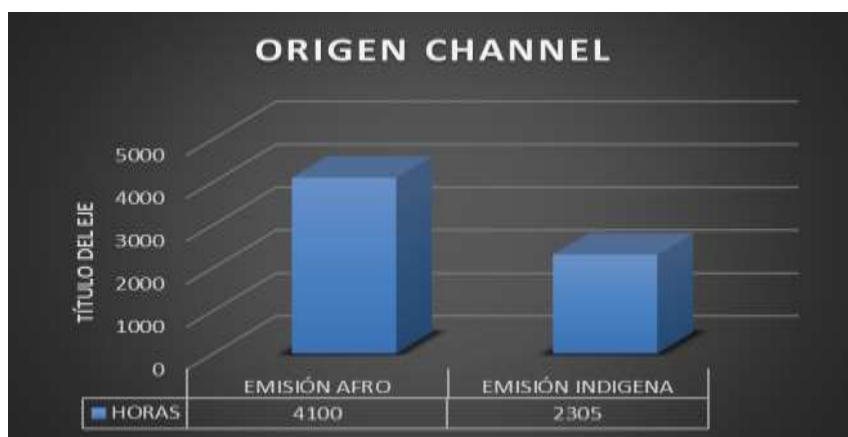 ORIGEN CHANNEL
TÍTULO DEL EJE
5000
4000
3000
2000
1000
0
EMISIÓN AFRO EMISIÓN INDIGENA
HORAS 4100 2305